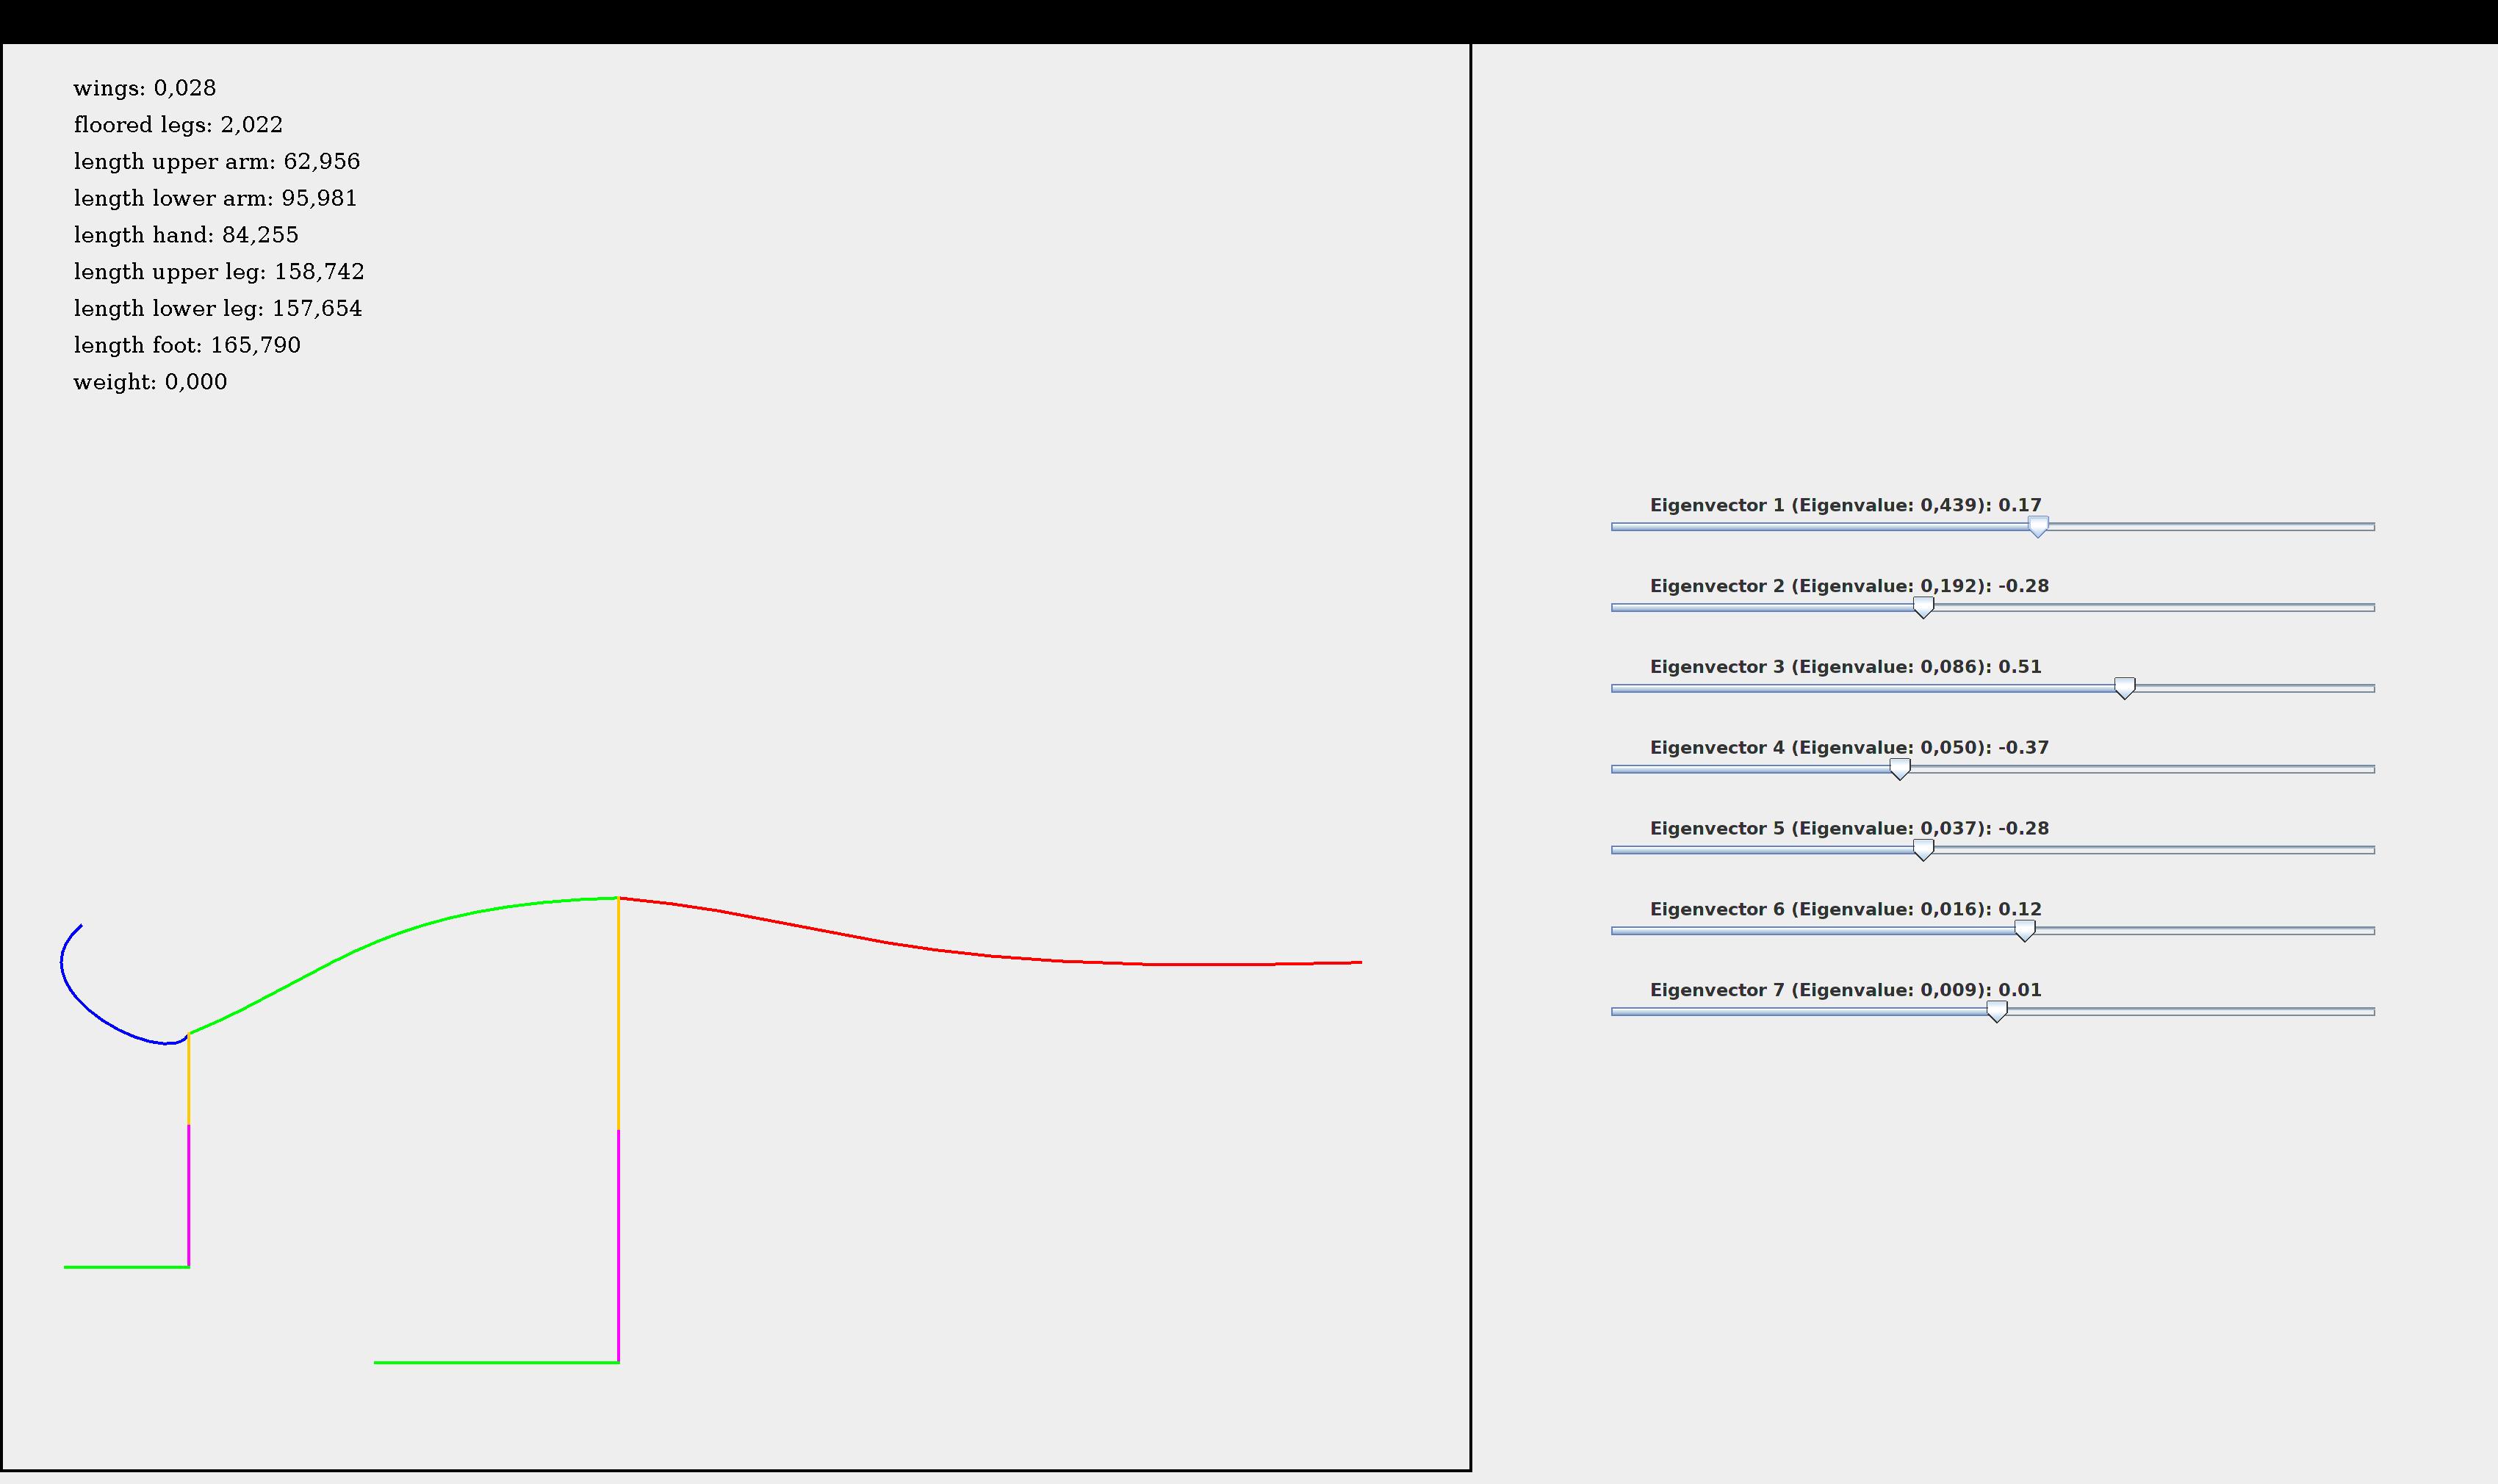 wings: 0,028
floored legs: 2,022
length upper arm: 62,956
length lower arm: 95,981
length hand: 84,255
length upper leg: 158,742
length lower leg: 157,654
length foot: 165,790
weight: 0,000
Eigenvector 1 (Eigenvalue: 0,439): 0.17
Eigenvector 2 (Eigenvalue: 0,192): -0.28
Eigenvector 3 (Eigenvalue: 0,086): 0.51
Eigenvector 4 (Eigenvalue: 0,050): -0.37
Eigenvector 5 (Eigenvalue: 0,037): -0.28
Eigenvector 6 (Eigenvalue: 0,016): 0.12
Eigenvector 7 (Eigenvalue: 0,009): 0.01